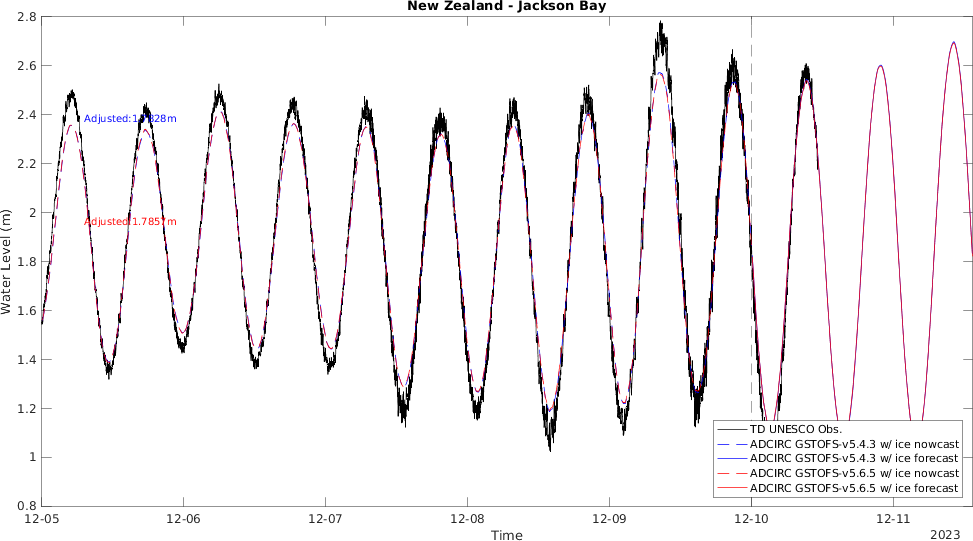 New Zealand - Jackson Bay
2.8
2.6
2.4
2.2
2
1.8
1.6
1.4
1.2
1
0.8
Water Level (m)
Adjusted:1.7857m
TD UNESCO Obs.
ADCIRC GSTOFS-v5.4.3 w/ ice nowcast
ADCIRC GSTOFS-v5.4.3 w/ ice forecast
ADCIRC GSTOFS-v5.6.5 w/ ice nowcast
ADCIRC GSTOFS-v5.6.5 w/ ice forecast
12-05 12-06 12-07 12-08 12-09 12-10 12-11
Time
2023